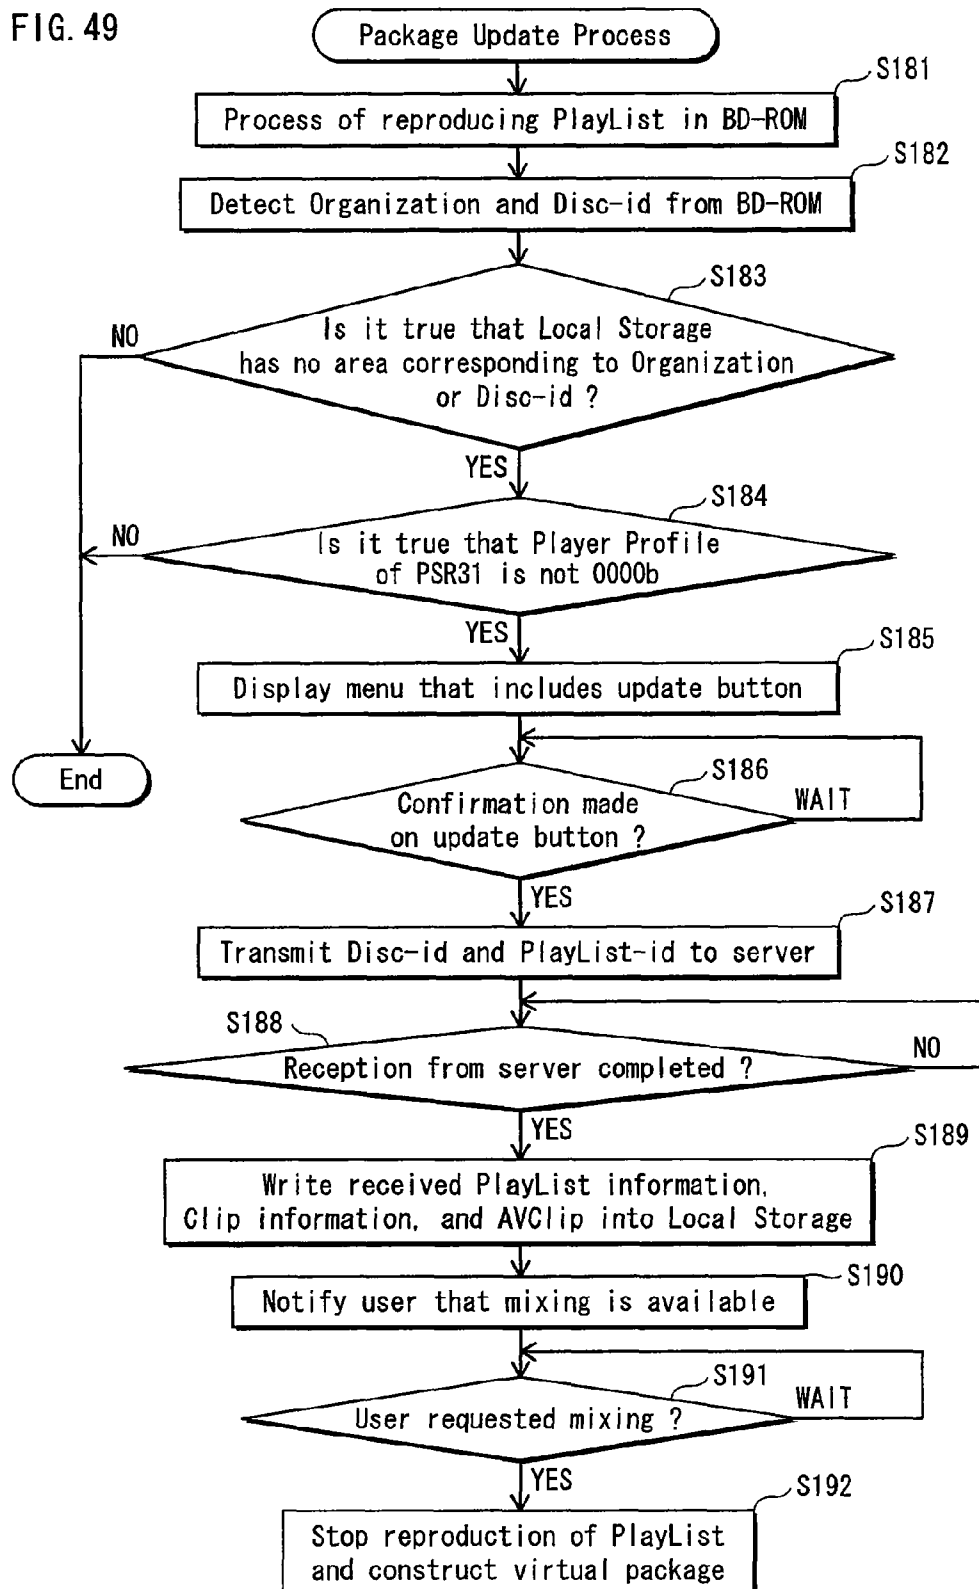 FIG. 49
Package Update Process
S181
Process of reproducing PlayList in BD-ROM
S182
Detect Organization and Disc-id from BD-ROM
S183
NO
Is it true that Local Storage
has no area corresponding to Organization
or Disc-id ?
YES
S184
NO
Is it true that Player Profile
of PSR31 is not 0000b
YES
S185
Display menu that includes update button
End
S186
Confirmation made
on update button ?
WAIT
YES
S187
Transmit Disc-id and PlayList-id to server
S188
Reception from server completed ?
NO
YES
S189
Write received PlayList information,
Clip information, and AVClip into Local Storage
S190
Notify user that mixing is available
S191
User requested mixing ?
WAIT
YES
S192
Stop reproduction of PlayList
and construct virtual package